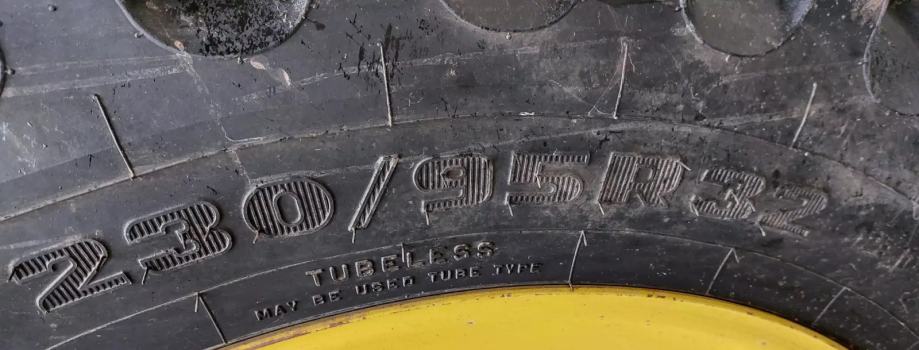 230/95R32
TUBELESS
MAY BE USED TUBE TYPE